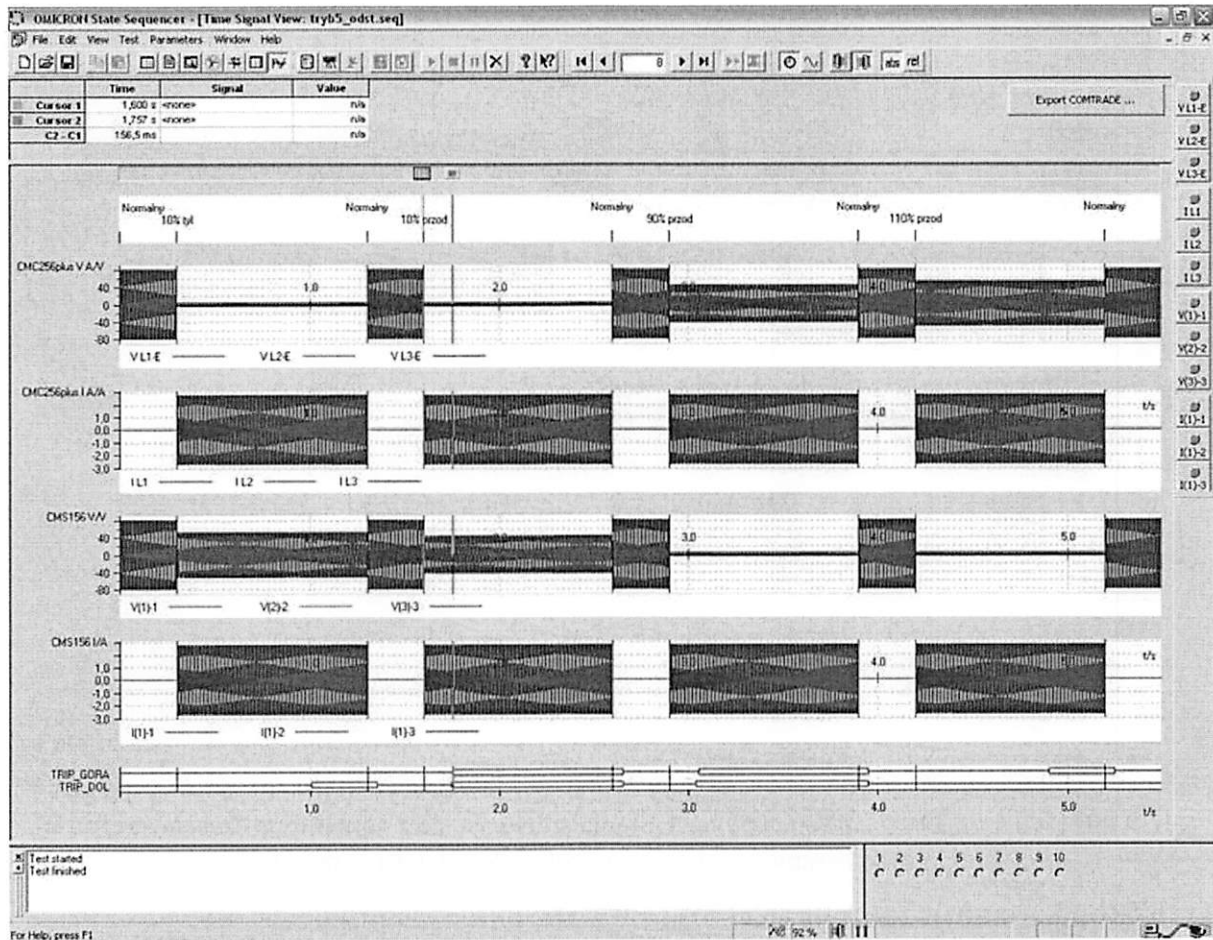 OMICRON State Sequencer - [Time Signal View: tryb5_odst.seq]
File Edit View Test Parameters Window Help
8
abs rel
Time Signal Value
Cursor 1 1,600 s <none> n/a
Cursor 2 1,757 s <none> n/a
C2 - C1 156,5 ms n/a
Export COMTRADE ...
V L1-E
V L2-E
V L3-E
I L1
I L2
I L3
V(1)-1
V(2)-2
V(3)-3
I(1)-1
I(1)-2
I(1)-3
Normalny Normalny Normalny Normalny Normalny
10% tyl 10% przod 90% przod 110% przod
CMC256plus V A/V
40
0
-40
-80
1,0 2,0
V L1-E V L2-E V L3-E
CMC256plus I A/A
1.0
0.0
-1.0
-2.0
-3.0
4.0
t/s
I L1 I L2 I L3
CMS156 V/V
40
0
-40
-80
3.0 5.0
V(1)-1 V(2)-2 V(3)-3
CMS156 I/A
1.0
0.0
-1.0
-2.0
-3.0
4.0
t/s
I(1)-1 I(1)-2 I(1)-3
TRIP_GORA
TRIP_DOL
1,0 2.0 3.0 4.0 5.0
t/s
Test started
Test finished
1 2 3 4 5 6 7 8 9 10
For Help, press F1
92 %